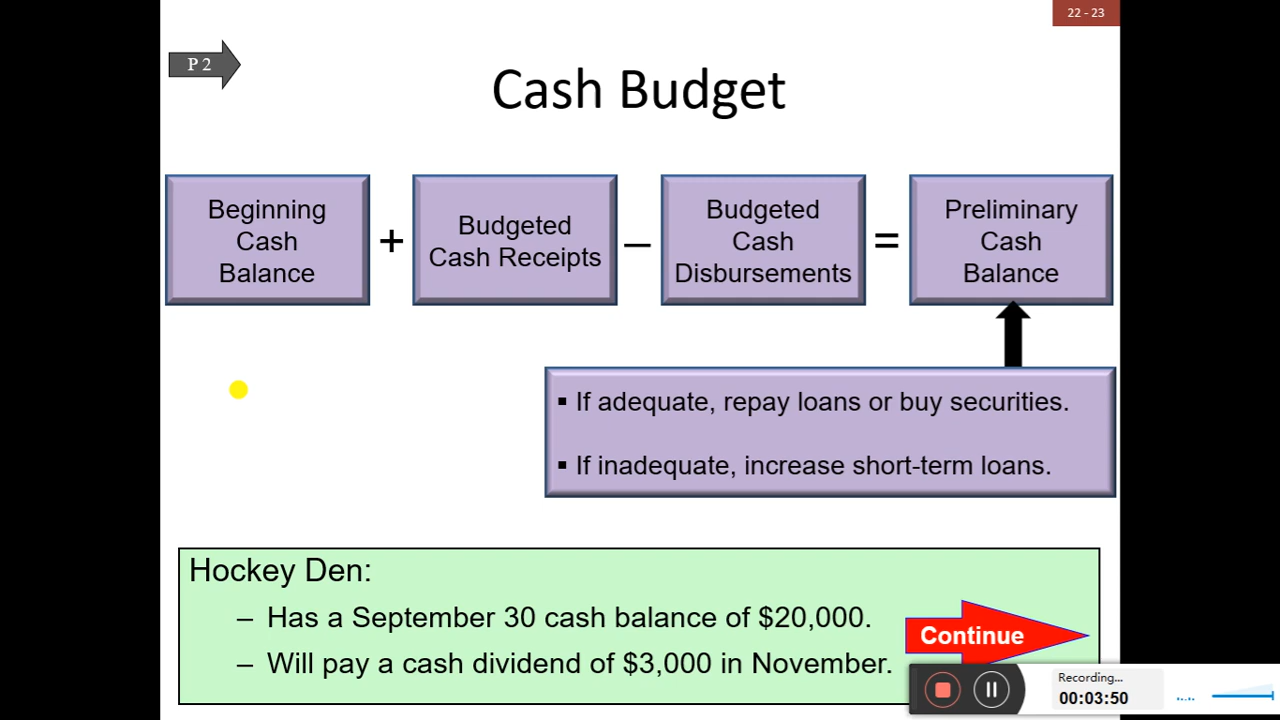 22 - 23
P 2
Cash Budget
Beginning
Cash
Balance
+
Budgeted
Cash Receipts
–
Budgeted
Cash
Disbursements
=
Preliminary
Cash
Balance
▪ If adequate, repay loans or buy securities.
▪ If inadequate, increase short-term loans.
Hockey Den:
– Has a September 30 cash balance of $20,000.
– Will pay a cash dividend of $3,000 in November.
Continue
Recording...
00:03:50